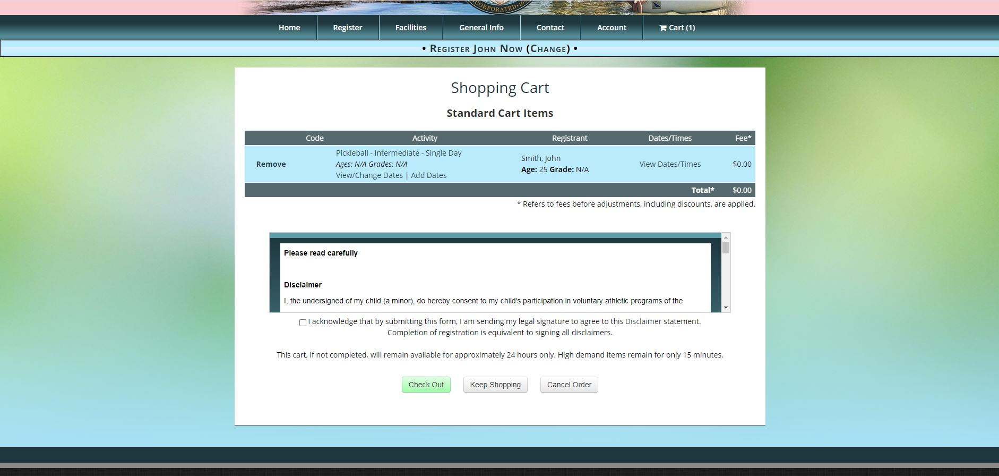 INCORPORATED
Home
Register
Facilities
General Info
Contact
Account
Cart (1)
• Register John Now (Change) •
Shopping Cart
Standard Cart Items
Code Activity Registrant Dates/Times Fee*
Pickleball - Intermediate - Single Day
Ages: N/A Grades: N/A
View/Change Dates | Add Dates
Remove
Smith, John
Age: 25 Grade: N/A
View Dates/Times
$0.00
Total* $0.00
* Refers to fees before adjustments, including discounts, are applied.
Please read carefully
Disclaimer
I, the undersigned of my child (a minor), do hereby consent to my child's participation in voluntary athletic programs of the
I acknowledge that by submitting this form, I am sending my legal signature to agree to this Disclaimer statement.
Completion of registration is equivalent to signing all disclaimers.
This cart, if not completed, will remain available for approximately 24 hours only. High demand items remain for only 15 minutes.
Check Out
Keep Shopping
Cancel Order